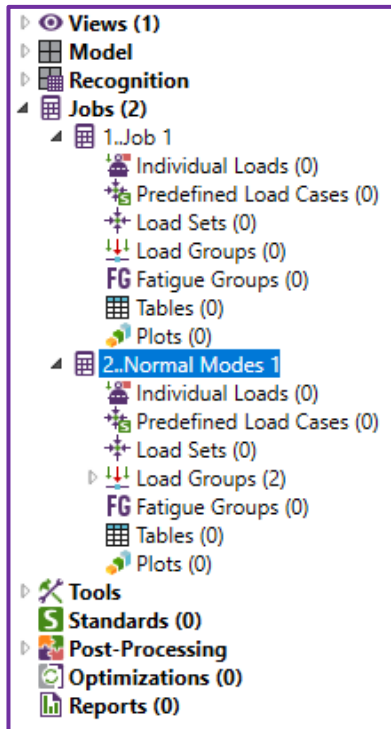 Views (1)
Model
Recognition
Jobs (2)
1..Job 1
Individual Loads (0)
Predefined Load Cases (0)
Load Sets (0)
Load Groups (0)
FG Fatigue Groups (0)
Tables (0)
Plots (0)
2..Normal Modes 1
Individual Loads (0)
Predefined Load Cases (0)
Load Sets (0)
Load Groups (2)
FG Fatigue Groups (0)
Tables (0)
Plots (0)
Tools
S Standards (0)
Post-Processing
Optimizations (0)
Reports (0)